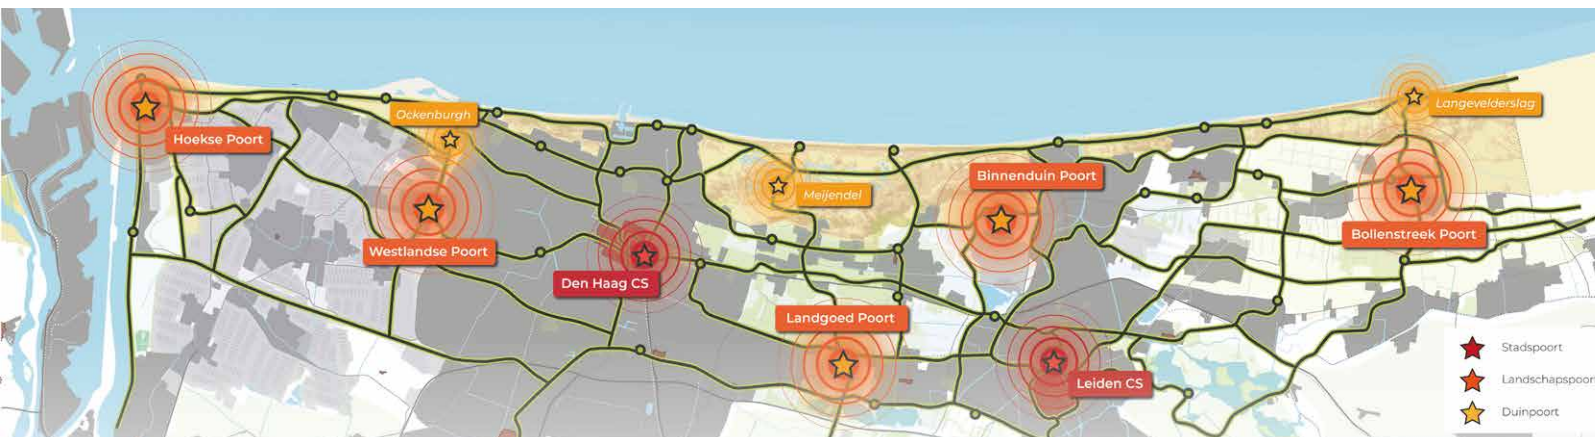 Ockenburgh
Langevelderslag
Hoekse Poort
Binnenduin Poort
Meijendel
Westlandse Poort
Bollenstreek Poort
Den Haag CS
Landgoed Poort
Leiden CS
Stadspoort
Landschapspoor
Duinpoort